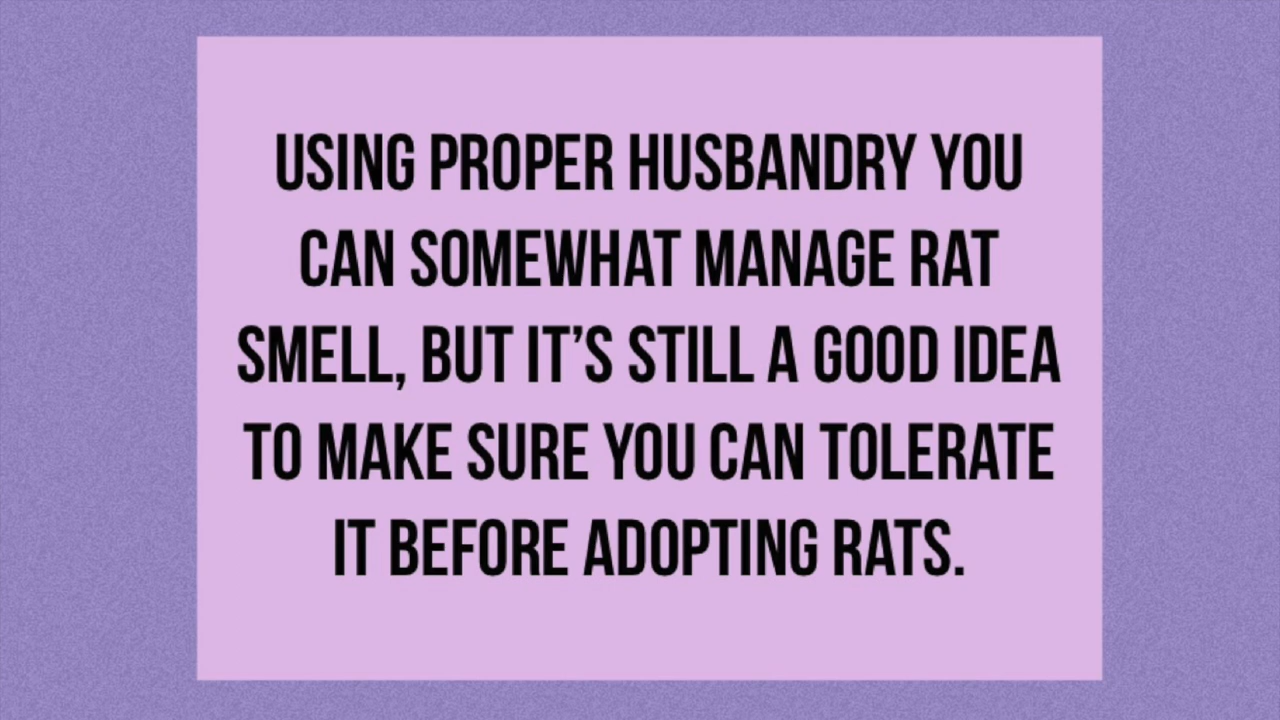 USING PROPER HUSBANDRY YOU
CAN SOMEWHAT MANAGE RAT
SMELL, BUT IT’S STILL A GOOD IDEA
TO MAKE SURE YOU CAN TOLERATE
IT BEFORE ADOPTING RATS.